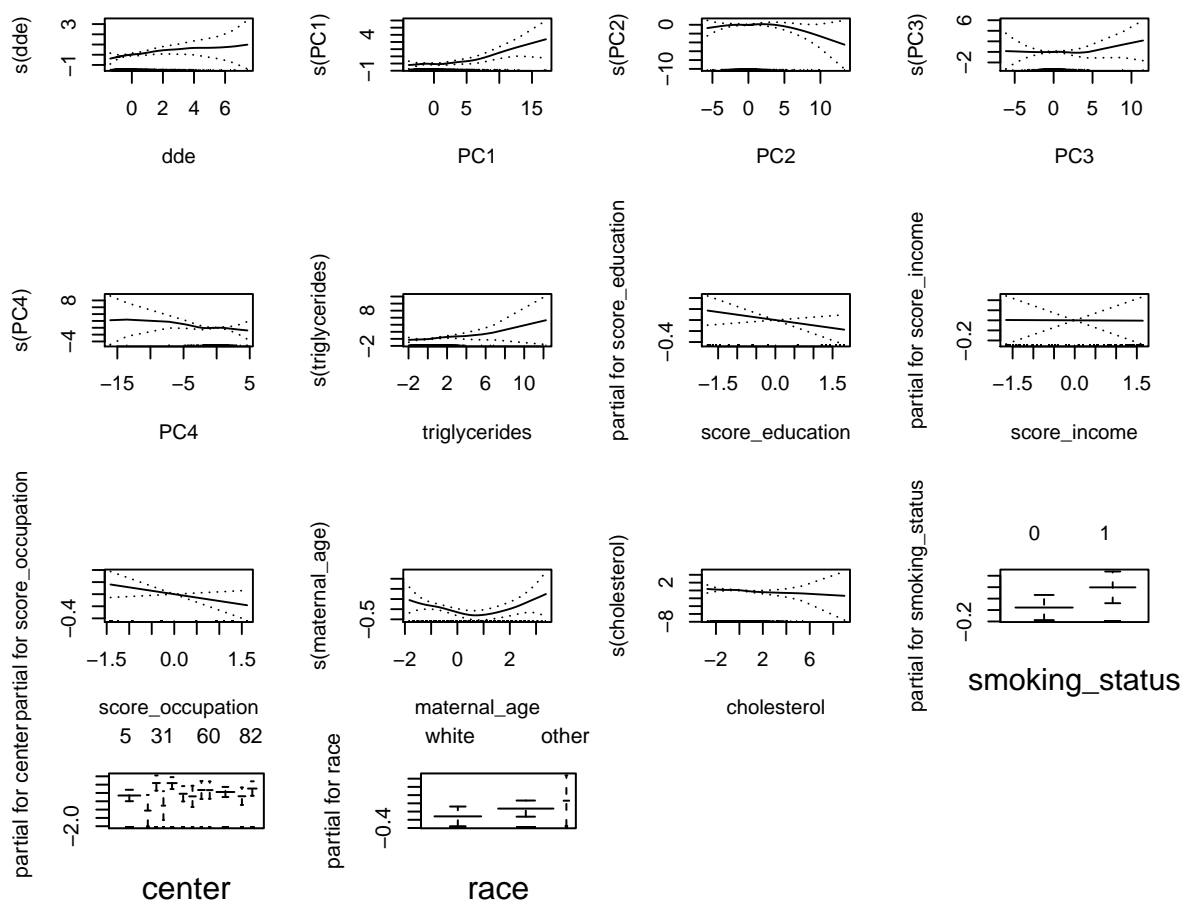 s(dde)
−1 3
0 2 4 6
dde
s(PC1)
−1 4
0 5 15
PC1
s(PC2)
−10 0
−5 0 5 10
PC2
s(PC3)
−2 6
−5 0 5 10
PC3
s(PC4)
−4 8
−15 −5 5
PC4
s(triglycerides)
−2 8
−2 0 2 6 10
triglycerides
partial for score_education
−0.4
−1.5 0.0 1.5
score_education
partial for score_income
−0.2
−1.5 0.0 1.5
score_income
partial for score_occupation
−0.4
−1.5 0.0 1.5
score_occupation
s(maternal_age)
−0.5
−2 0 2
maternal_age
s(cholesterol)
−8 2
−2 2 6
cholesterol
partial for smoking_status
−0.2
0 1
smoking_status
partial for center
−2.0
5 31 60 82
center
partial for race
−0.4
white other
race